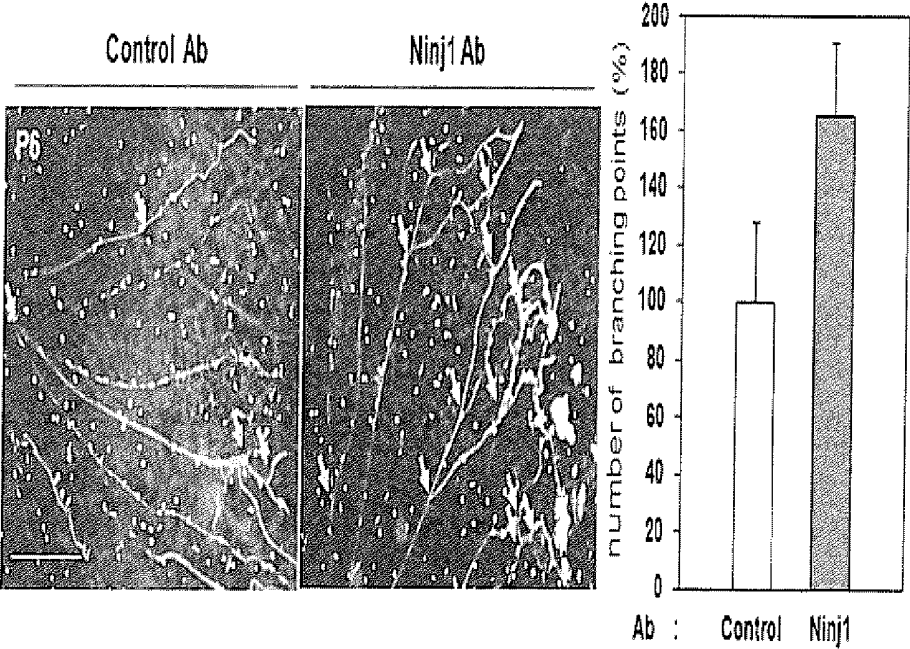 Control Ab
Ninj1 Ab
P6
number of branching points (%)
200
180
160
140
120
100
80
60
40
20
0
Ab : Control Ninj1